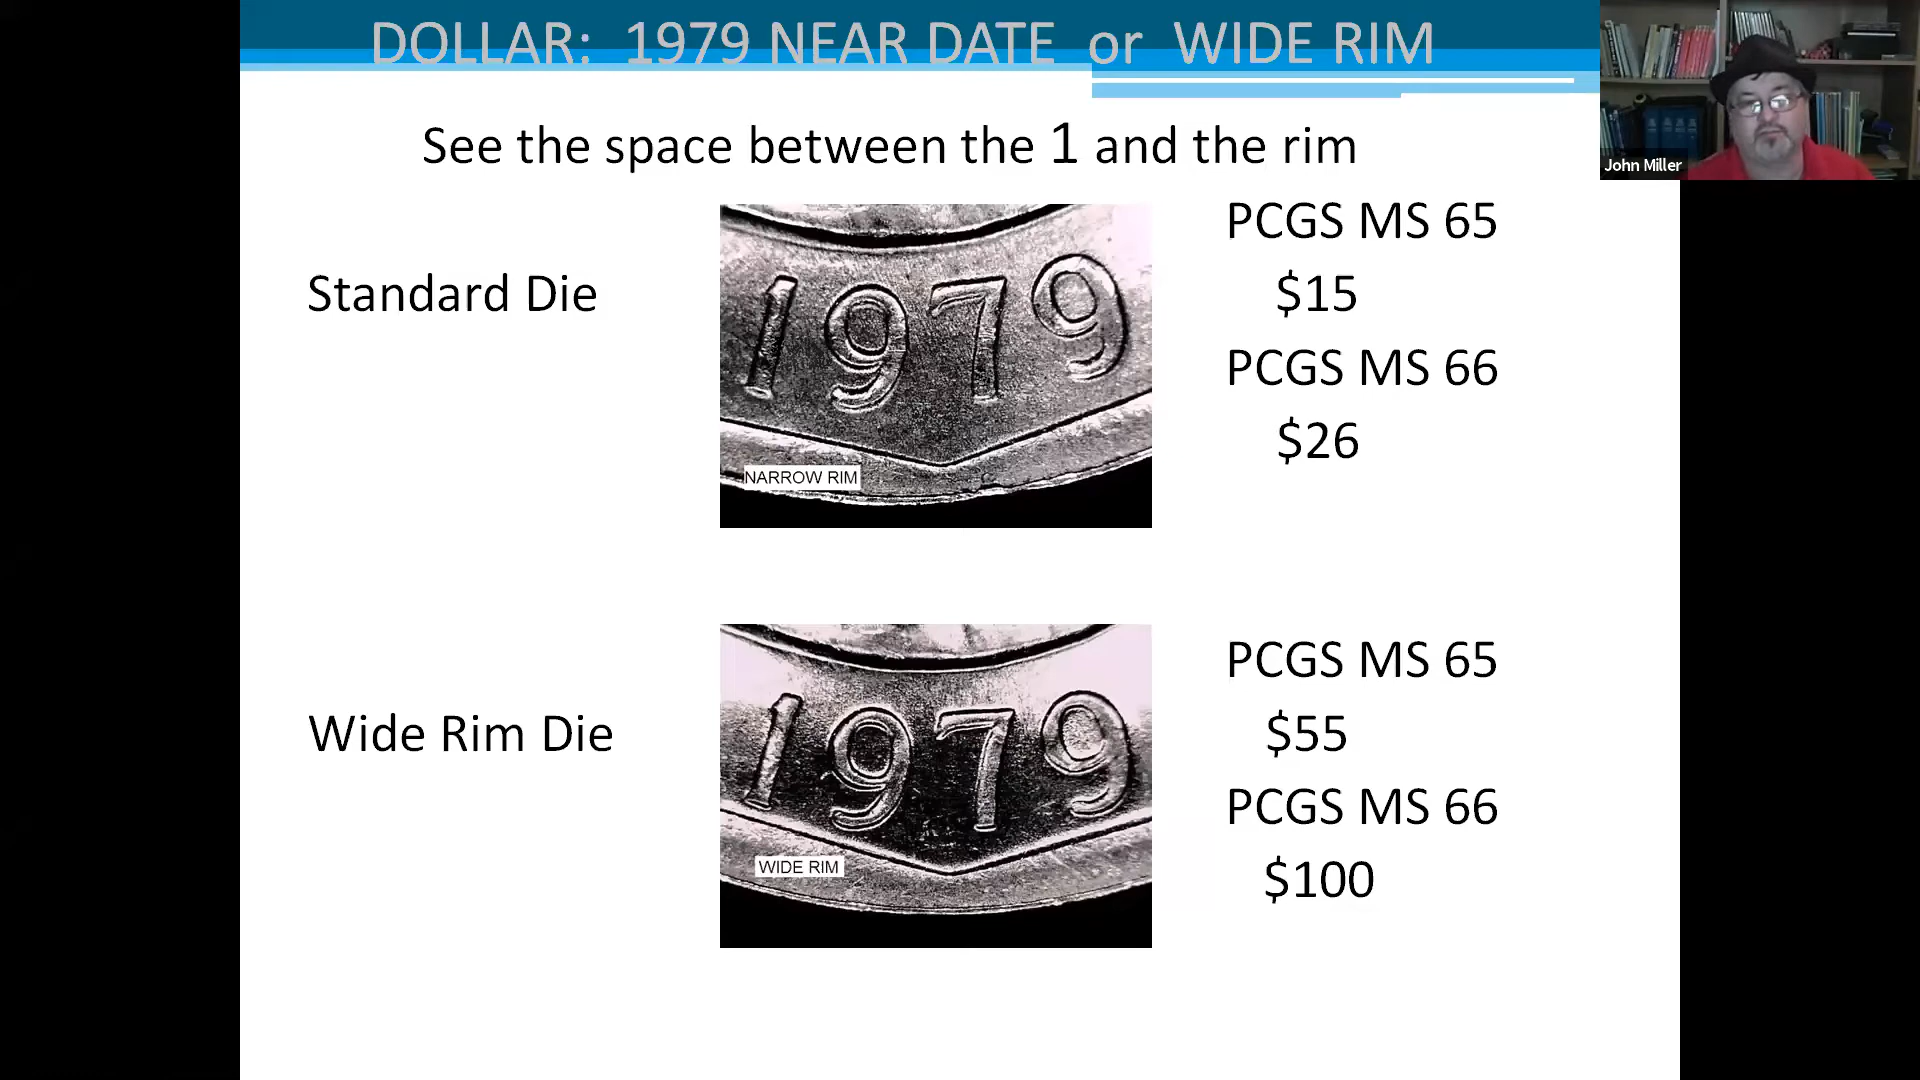 DOLLAR: 1979 NEAR DATE or WIDE RIM
John Miller
See the space between the 1 and the rim
Standard Die
1979
NARROW RIM
PCGS MS 65
$15
PCGS MS 66
$26
Wide Rim Die
1979
WIDE RIM
PCGS MS 65
$55
PCGS MS 66
$100